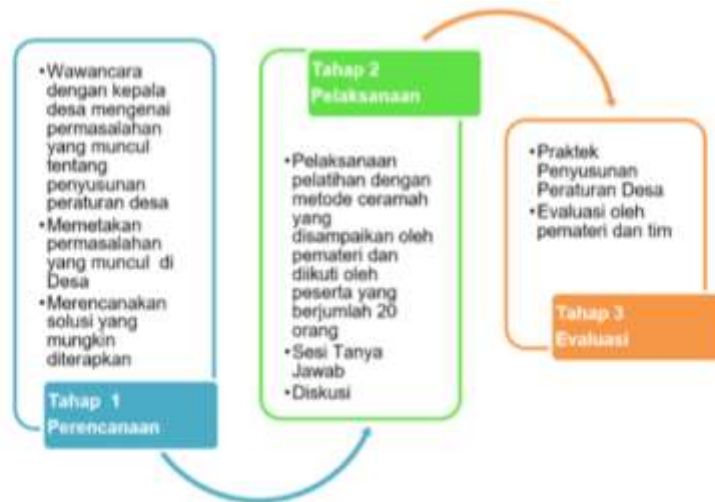 •Wawancara
dengan kepala
desa mengenai
permasalahan
yang muncul
tentang
penyusunan
peraturan desa
•Memetakan
permasalahan
yang muncul di
Desa
•Merencanakan
solusi yang
mungkin
diterapkan
Tahap 1
Perencanaan
Tahap 2
Pelaksanaan
•Pelaksanaan
pelatihan dengan
metode ceramah
yang
disampaikan oleh
pemateri dan
diikuti oleh
peserta yang
berjumlah 20
orang
•Sesi Tanya
Jawab
•Diskusi
•Praktek
Penyusunan
Peraturan Desa
•Evaluasi oleh
pemateri dan tim
Tahap 3
Evaluasi